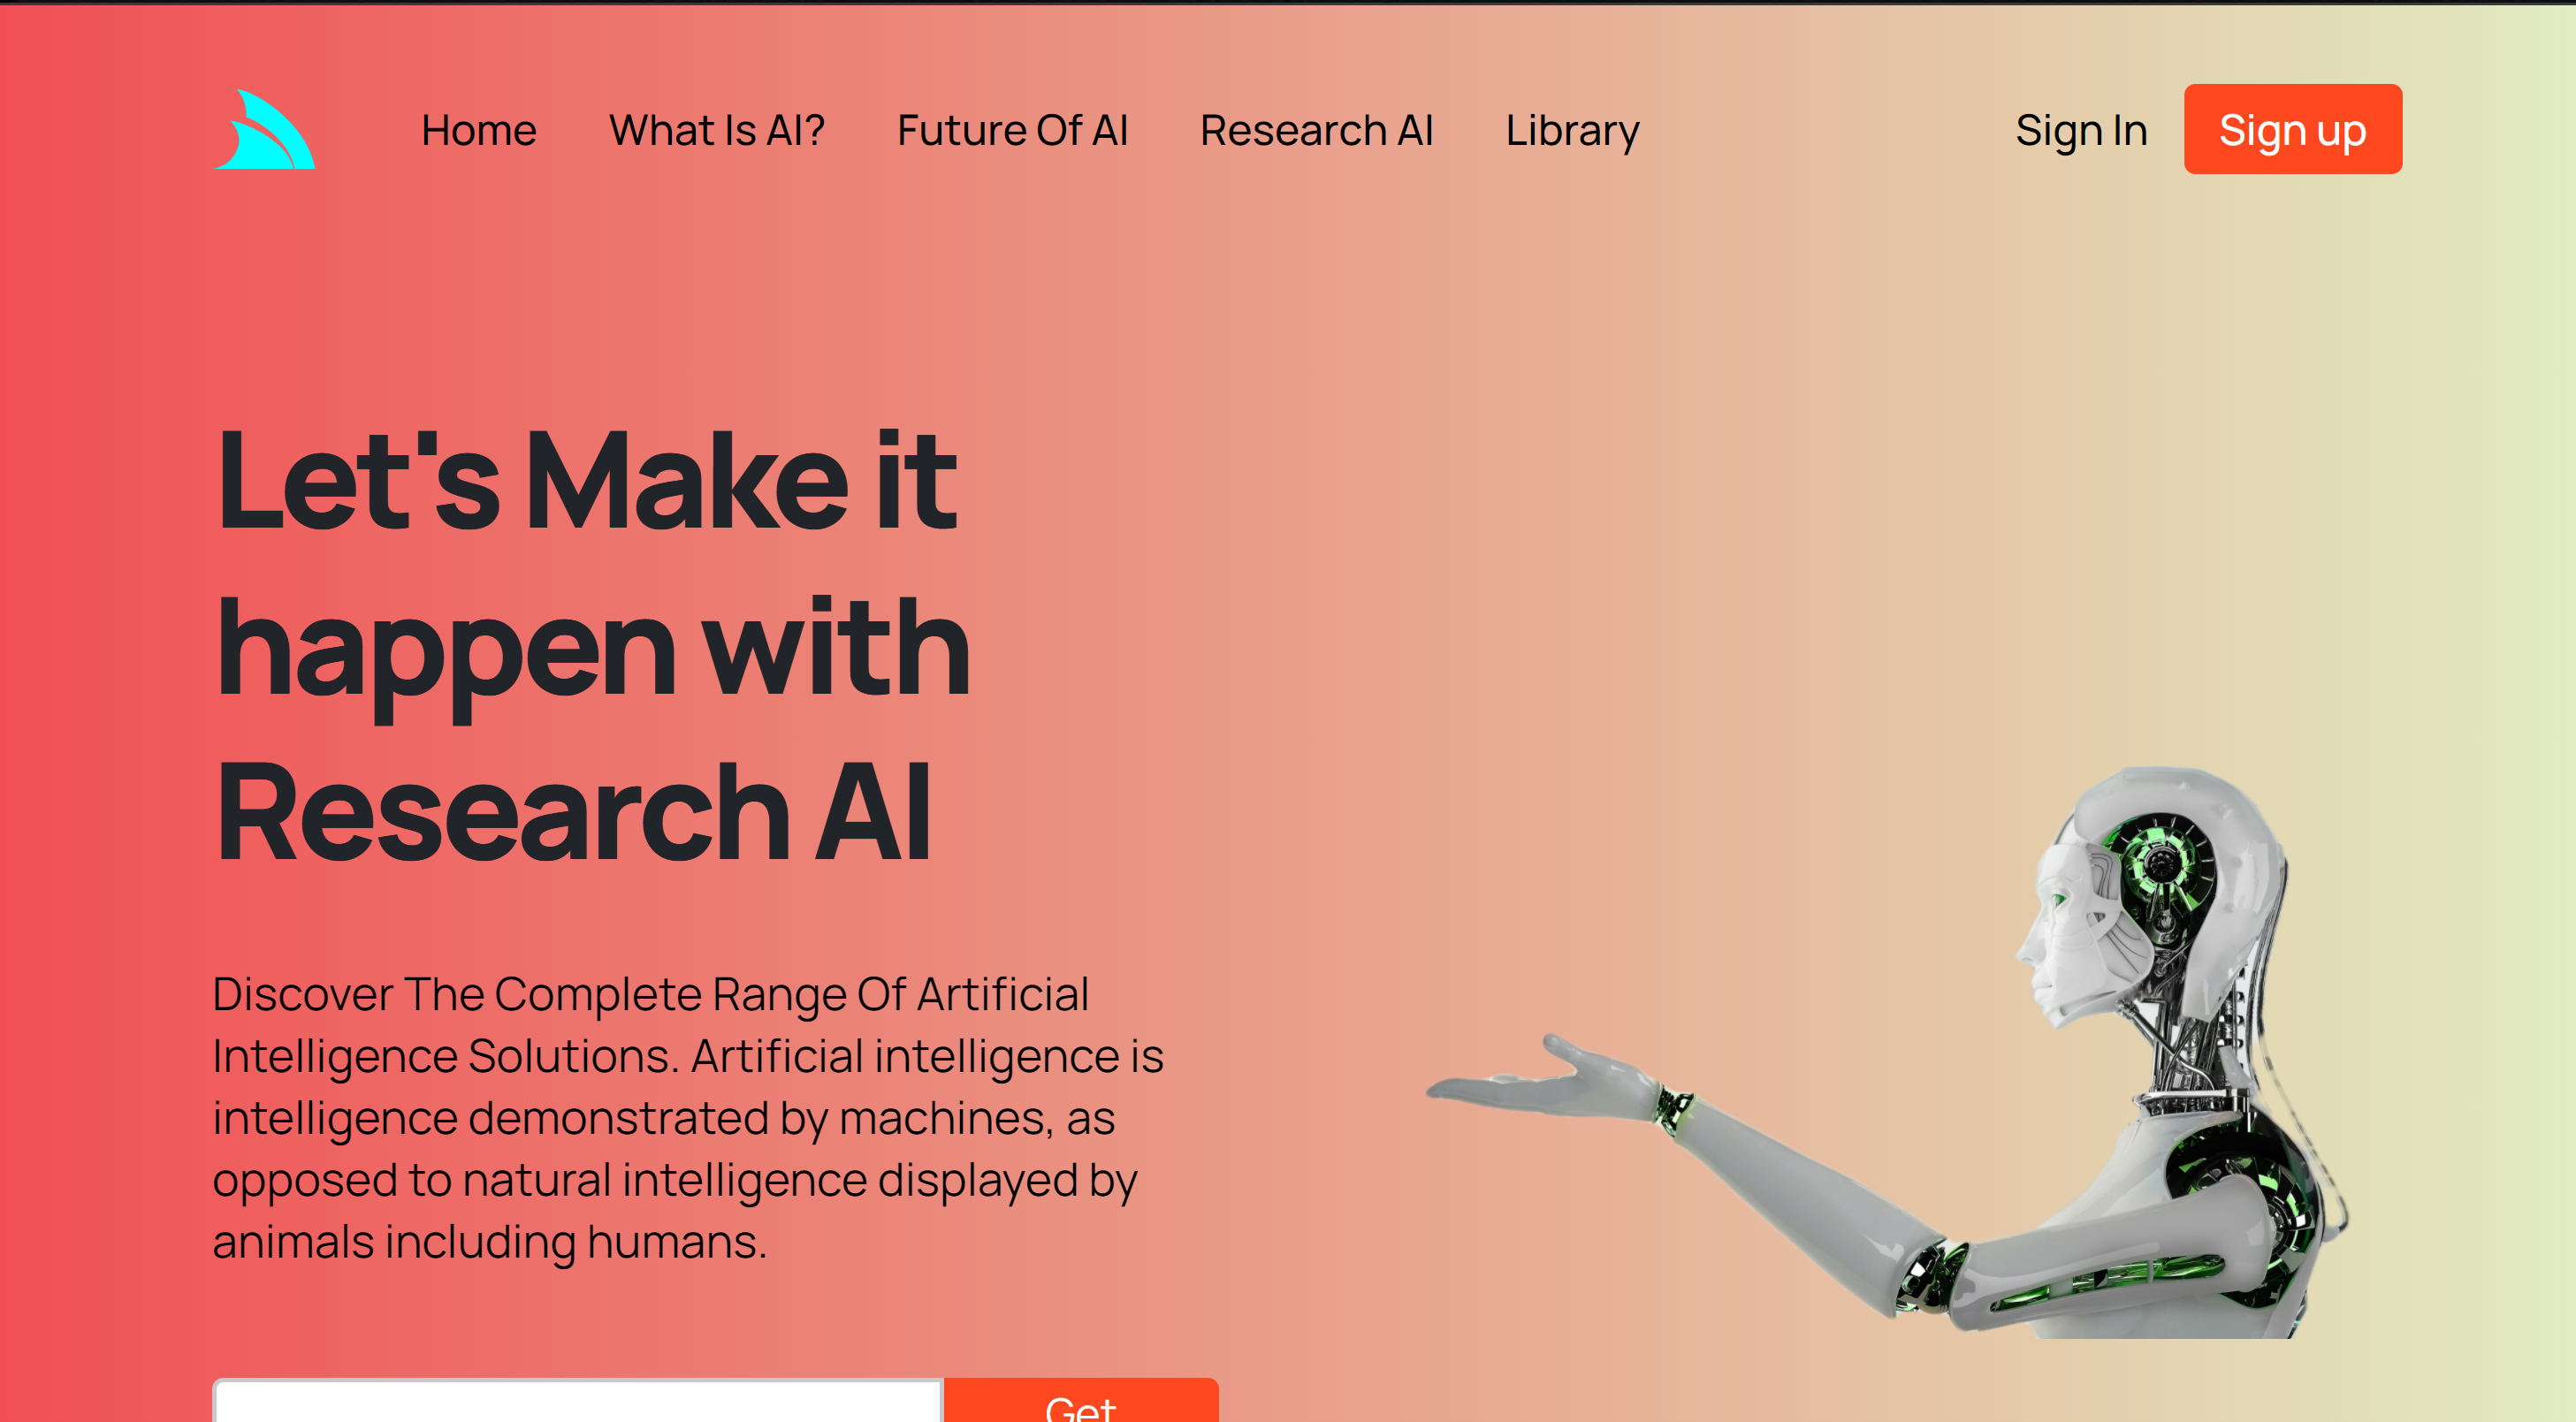 Home
What Is AI?
Future Of AI
Research AI
Library
Sign In
Sign up
Let's Make it
happen with
Research AI
Discover The Complete Range Of Artificial
Intelligence Solutions. Artificial intelligence is
intelligence demonstrated by machines, as
opposed to natural intelligence displayed by
animals including humans.
Get